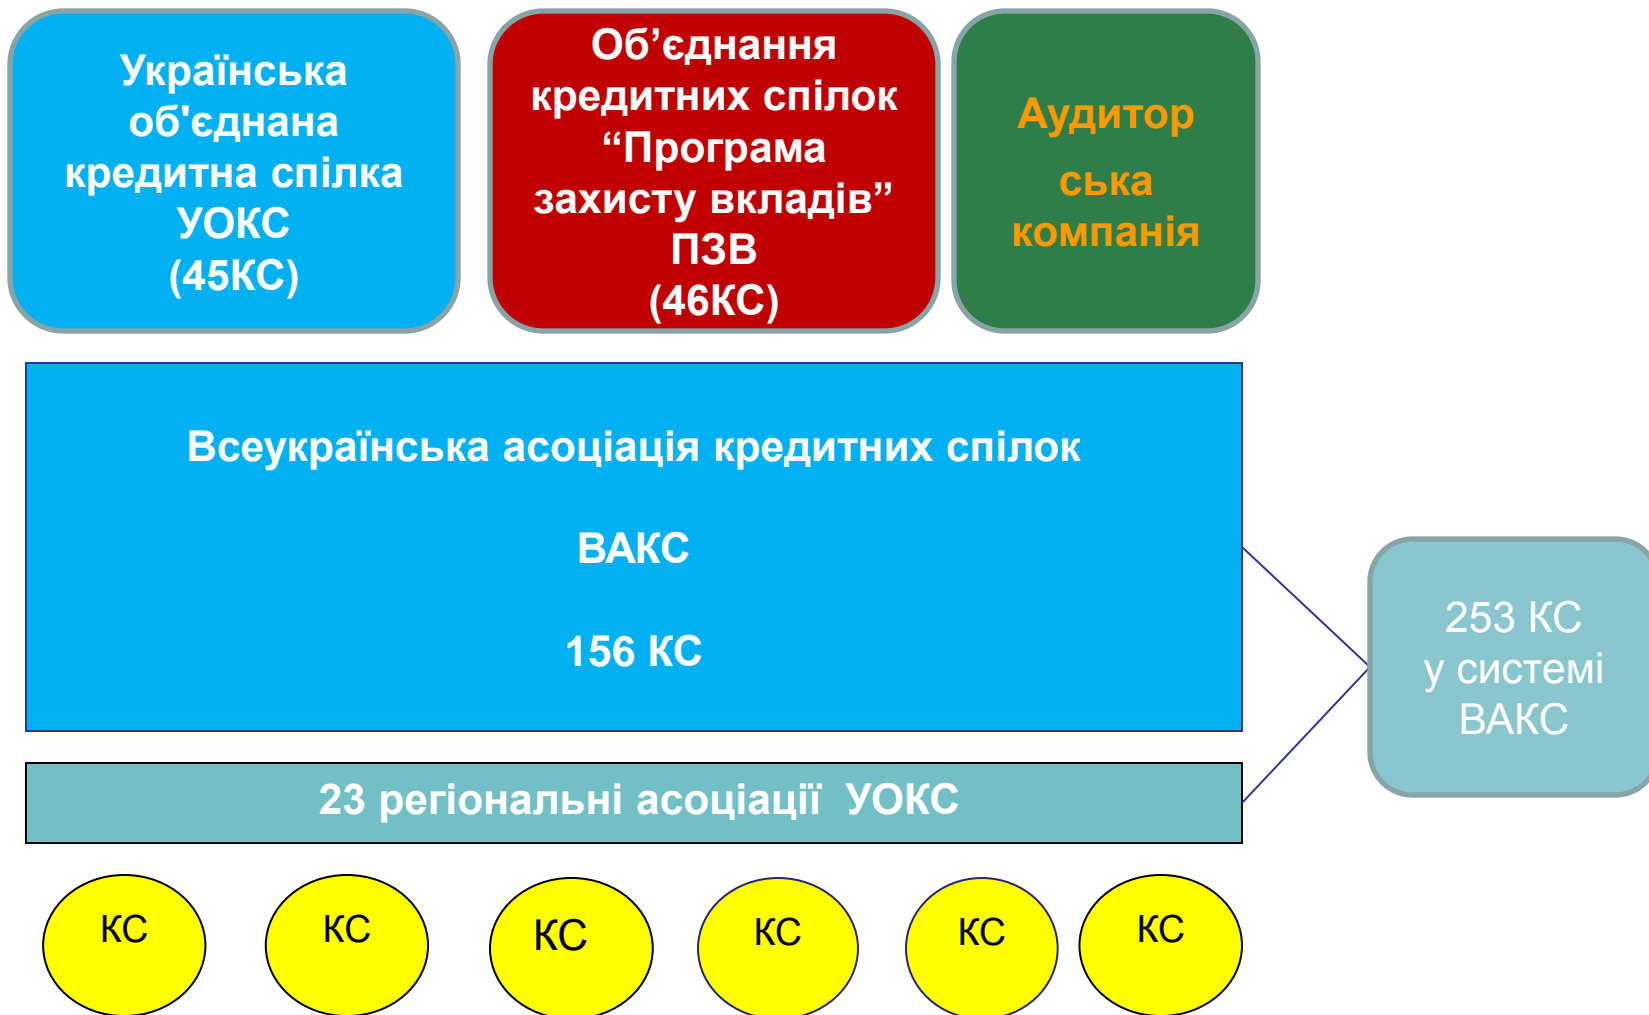 Українська
об'єднана
кредитна спілка
УОКС
(45КС)
Об’єднання
кредитних спілок
“Програма
захисту вкладів”
ПЗВ
(46КС)
Аудитор
ська
компанія
Всеукраїнська асоціація кредитних спілок
ВАКС
156 КС
253 КС
у системі
ВАКС
23 регіональні асоціації УОКС
КС
КС
КС
КС
КС
КС